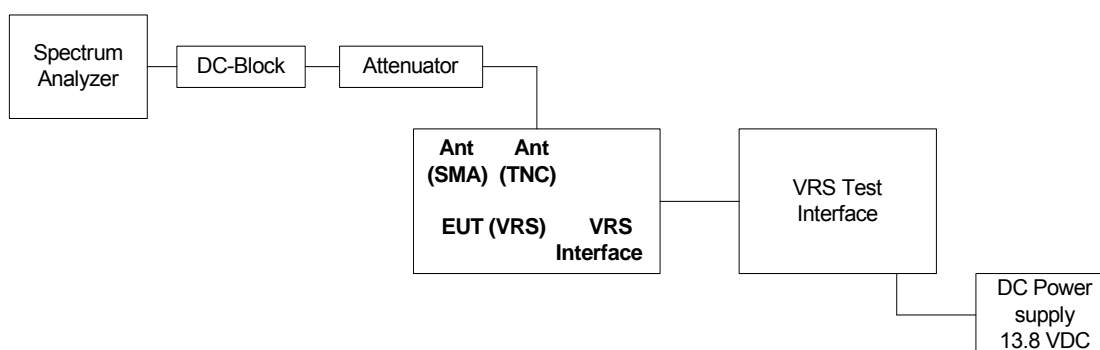 Spectrum
Analyzer
DC-Block
Attenuator
Ant Ant
(SMA) (TNC)
EUT (VRS) VRS
Interface
VRS Test
Interface
DC Power
supply
13.8 VDC